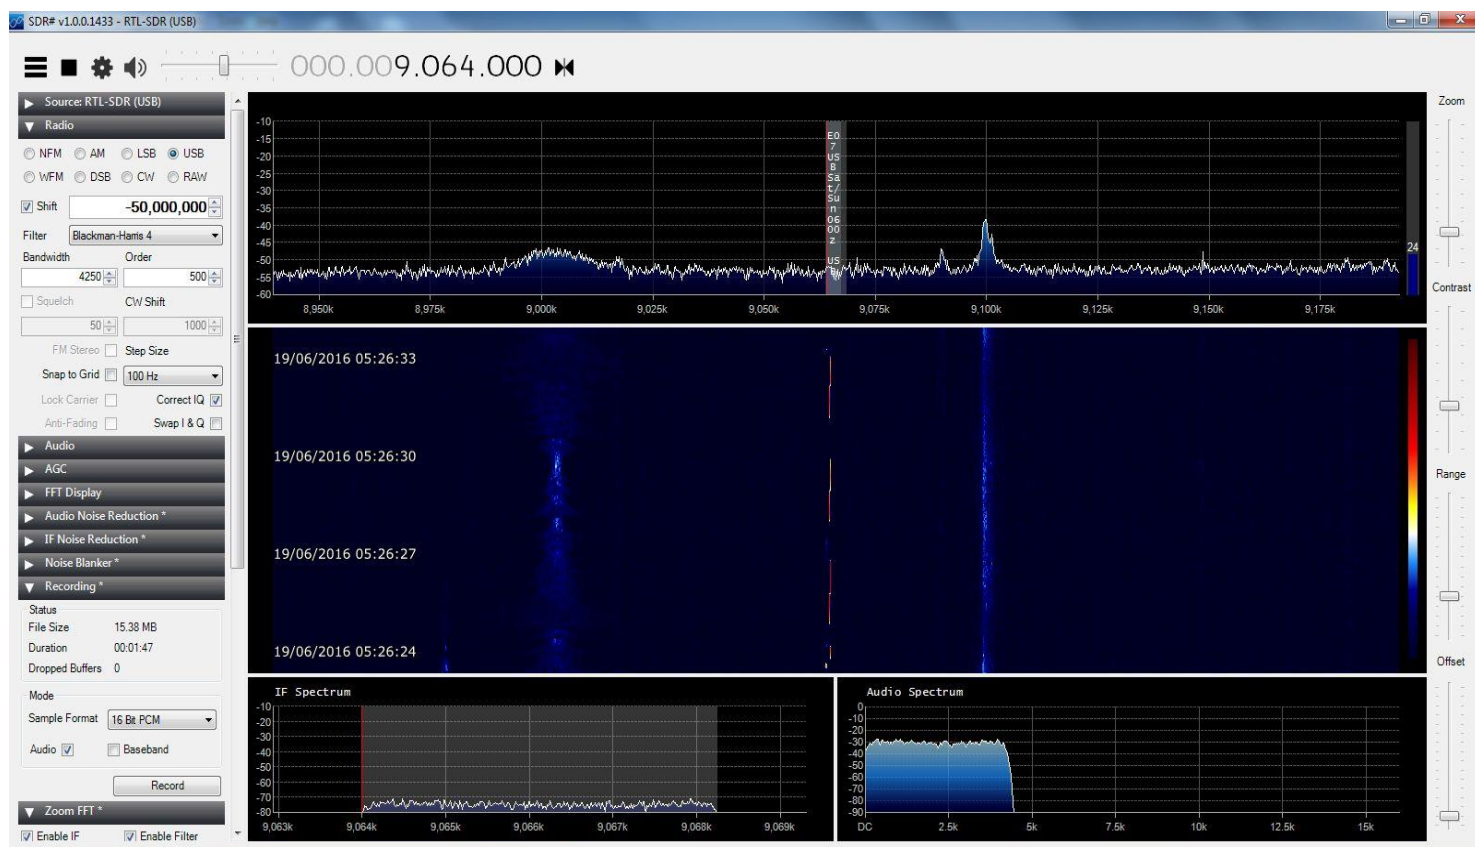 SDR# v1.0.0.1433 - RTL-SDR (USB)
000.009.064.000
Source: RTL-SDR (USB)
Radio
NFM AM LSB USB
WFM DSB CW RAW
Shift -50,000,000
Filter Blackman-Harris 4
Bandwidth Order
4250 500
Squelch CW Shift
50 1000
FM Stereo Step Size
Snap to Grid 100 Hz
Lock Carrier Correct IQ
Anti-Fading Swap I & Q
Audio
AGC
FFT Display
Audio Noise Reduction *
IF Noise Reduction *
Noise Blanker *
Recording *
Status
File Size 15.38 MB
Duration 00:01:47
Dropped Buffers 0
Mode
Sample Format 16 Bit PCM
Audio Baseband
Record
Zoom FFT *
Enable IF Enable Filter
-10
-15
-20
-25
-30
-35
-40
-45
-50
-55
-60
E0
7
US
B
Sa
t/
Su
n
06
00
z
US
24
8,950k 8,975k 9,000k 9,025k 9,050k 9,075k 9,100k 9,125k 9,150k 9,175k
19/06/2016 05:26:33
19/06/2016 05:26:30
19/06/2016 05:26:27
19/06/2016 05:26:24
IF Spectrum
-10
-20
-30
-40
-50
-60
-70
-80
9,063k 9,064k 9,065k 9,066k 9,067k 9,068k 9,069k
Audio Spectrum
0
-10
-20
-30
-40
-50
-60
-70
-80
-90
DC 2.5k 5k 7.5k 10k 12.5k 15k
Zoom
Contrast
Range
Offset